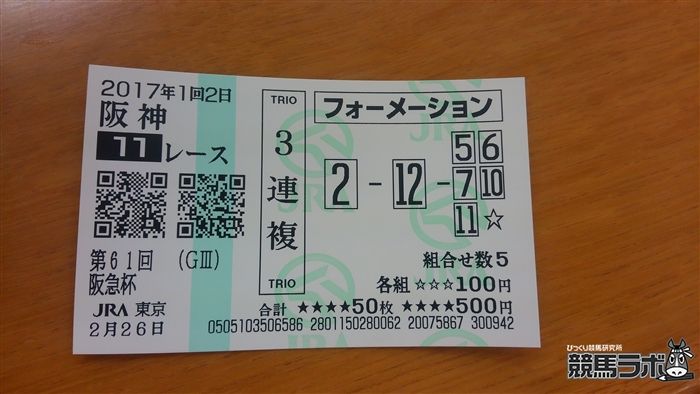 2017年1回2日
阪神
11レース
第61回 (GⅢ)
阪急杯
JRA 東京
2月26日
TRIO
3連複
TRIO
フォーメーション
2 - 12 - 5 6
7 10
11 ☆
組合せ数5
各組 ☆☆☆100円
合計 ★★★★50枚 ★★★★500円
0505103506586 2801150280062 20075867 300942
JRA
JRA
びっくり競馬研究所
競馬ラボ